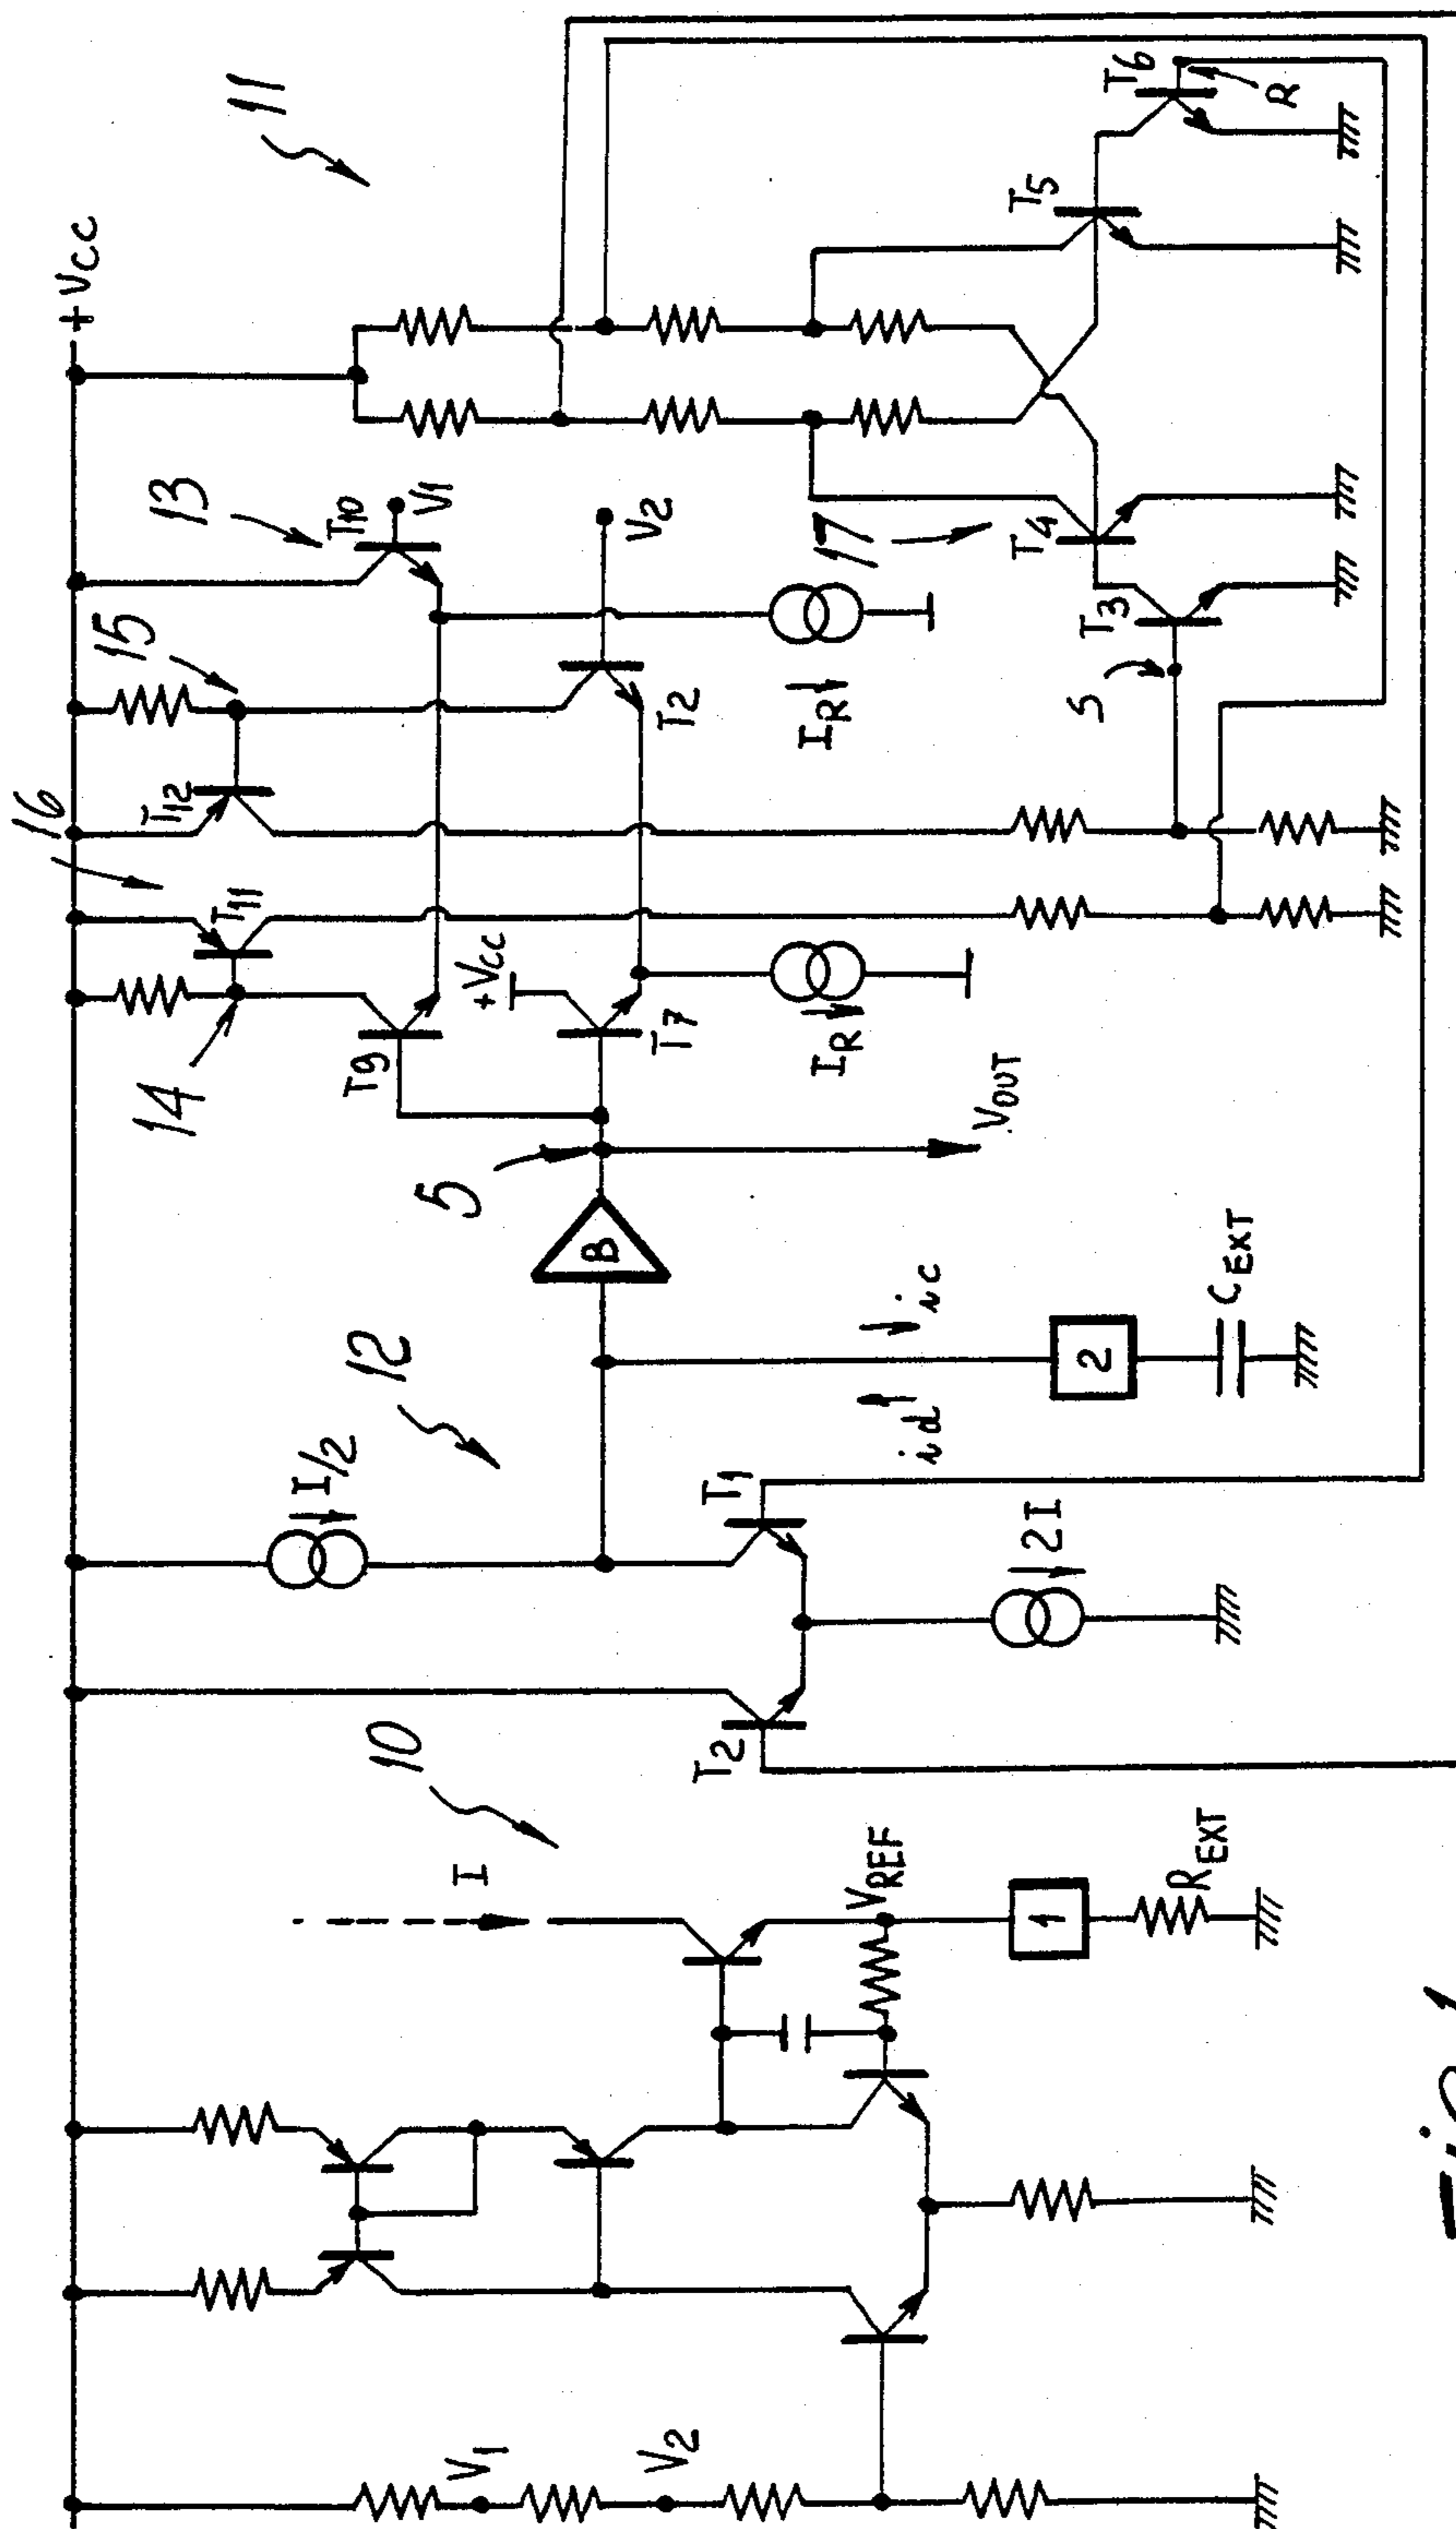 11
+Vcc
16
15
13
T10
V1
T12
T11
V2
14
T9
+Vcc
T7
T2
5
IR
IR
17
T6
R
T5
T4
T3
S
VOUT
B
12
I/2
T1
ic
id
2
CEXT
2I
T2
10
I
VREF
1
REXT
V1
V2